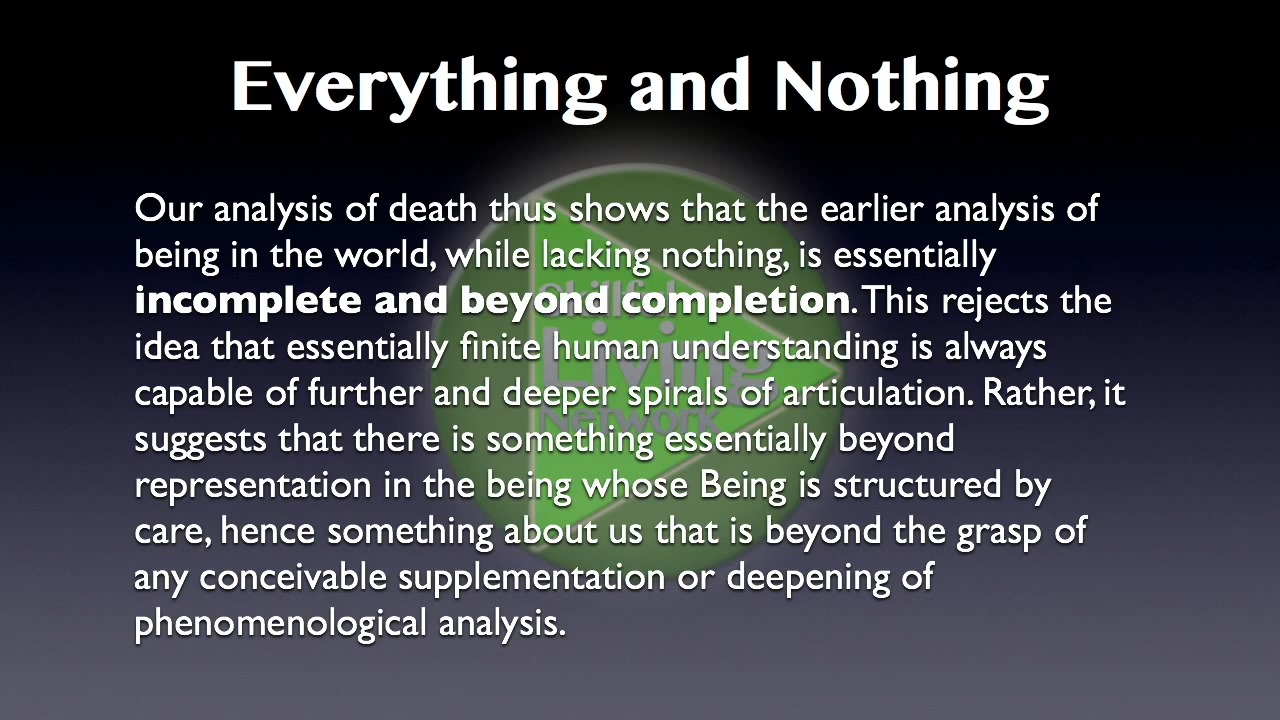 Everything and Nothing
Our analysis of death thus shows that the earlier analysis of
being in the world, while lacking nothing, is essentially
incomplete and beyond completion. This rejects the
idea that essentially finite human understanding is always
capable of further and deeper spirals of articulation. Rather, it
suggests that there is something essentially beyond
representation in the being whose Being is structured by
care, hence something about us that is beyond the grasp of
any conceivable supplementation or deepening of
phenomenological analysis.
Skillful
Living
Network